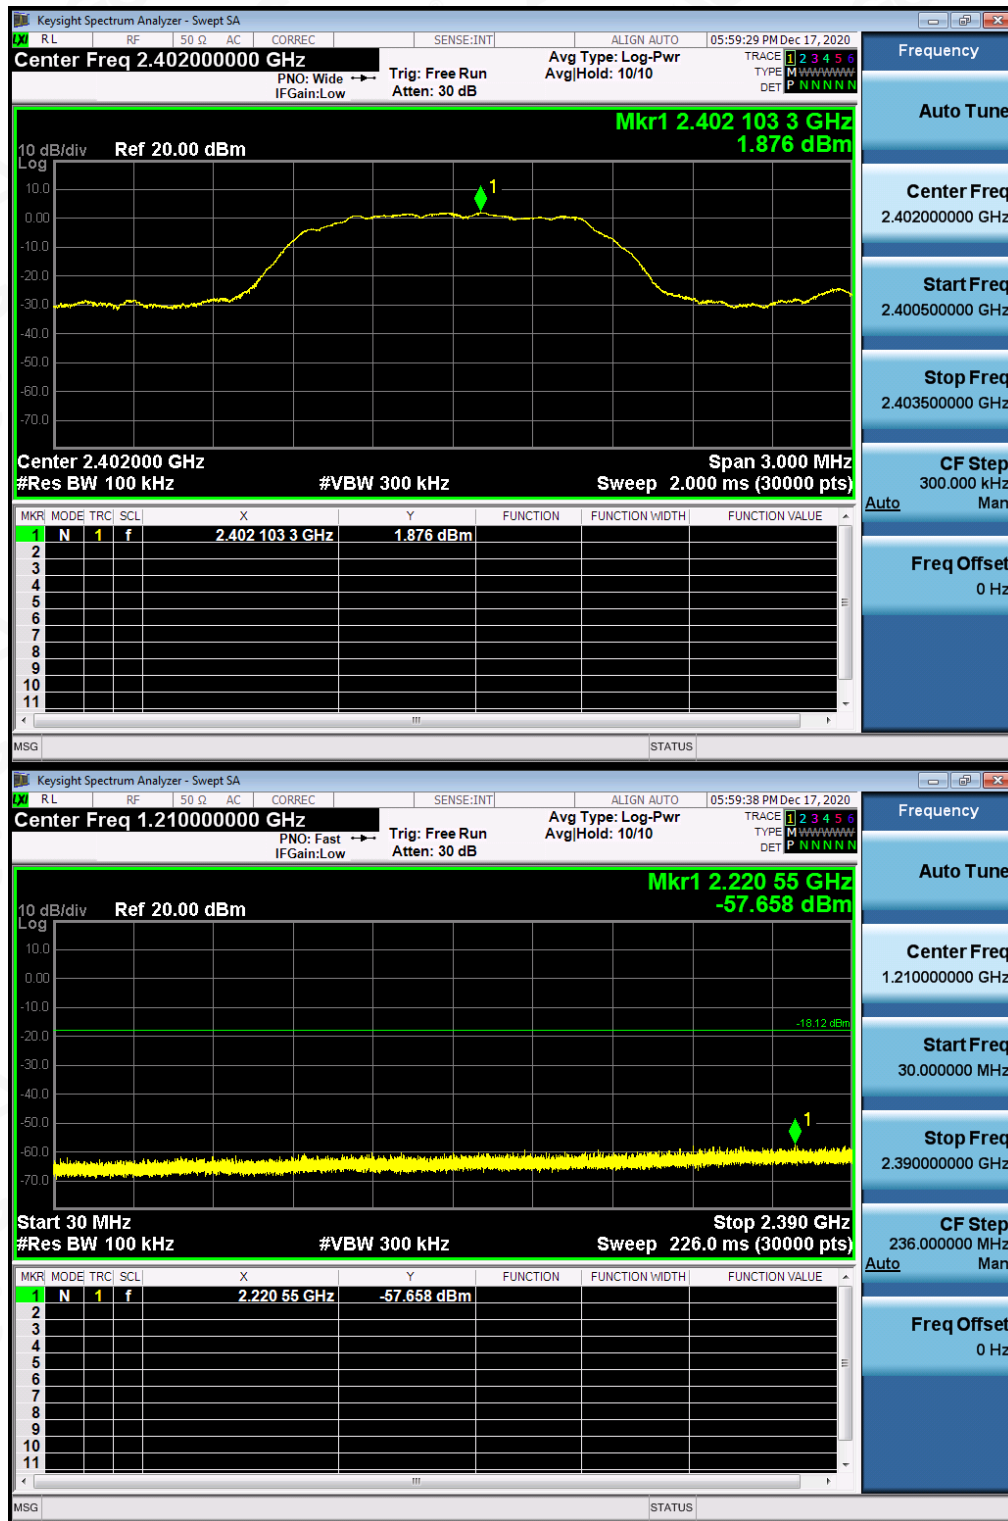 Keysight Spectrum Analyzer - Swept SA
LXI RL RF 50 Ω AC CORREC SENSE:INT ALIGN AUTO 05:59:29 PM Dec 17, 2020
Center Freq 2.402000000 GHz
PNO: Wide
IFGain:Low
Trig: Free Run
Atten: 30 dB
Avg Type: Log-Pwr
Avg|Hold: 10/10
TRACE 1 2 3 4 5 6
TYPE M WWWWW
DET P N N N N N
Mkr1 2.402 103 3 GHz
1.876 dBm
10 dB/div Ref 20.00 dBm
Log
10.0
0.00
-10.0
-20.0
-30.0
-40.0
-50.0
-60.0
-70.0
1
Center 2.402000 GHz Span 3.000 MHz
#Res BW 100 kHz #VBW 300 kHz Sweep 2.000 ms (30000 pts)
MKR MODE TRC SCL X Y FUNCTION FUNCTION WIDTH FUNCTION VALUE
1 N 1 f 2.402 103 3 GHz 1.876 dBm
2
3
4
5
6
7
8
9
10
11
MSG STATUS
Frequency
Auto Tune
Center Freq
2.402000000 GHz
Start Freq
2.400500000 GHz
Stop Freq
2.403500000 GHz
CF Step
300.000 kHz
Auto Man
Freq Offset
0 Hz
Keysight Spectrum Analyzer - Swept SA
LXI RL RF 50 Ω AC CORREC SENSE:INT ALIGN AUTO 05:59:38 PM Dec 17, 2020
Center Freq 1.210000000 GHz
PNO: Fast
IFGain:Low
Trig: Free Run
Atten: 30 dB
Avg Type: Log-Pwr
Avg|Hold: 10/10
TRACE 1 2 3 4 5 6
TYPE M WWWWW
DET P N N N N N
Mkr1 2.220 55 GHz
-57.658 dBm
10 dB/div Ref 20.00 dBm
Log
10.0
0.00
-10.0
-20.0
-30.0
-40.0
-50.0
-60.0
-70.0
-18.12 dBm
1
Start 30 MHz Stop 2.390 GHz
#Res BW 100 kHz #VBW 300 kHz Sweep 226.0 ms (30000 pts)
MKR MODE TRC SCL X Y FUNCTION FUNCTION WIDTH FUNCTION VALUE
1 N 1 f 2.220 55 GHz -57.658 dBm
2
3
4
5
6
7
8
9
10
11
MSG STATUS
Frequency
Auto Tune
Center Freq
1.210000000 GHz
Start Freq
30.000000 MHz
Stop Freq
2.390000000 GHz
CF Step
236.000000 MHz
Auto Man
Freq Offset
0 Hz